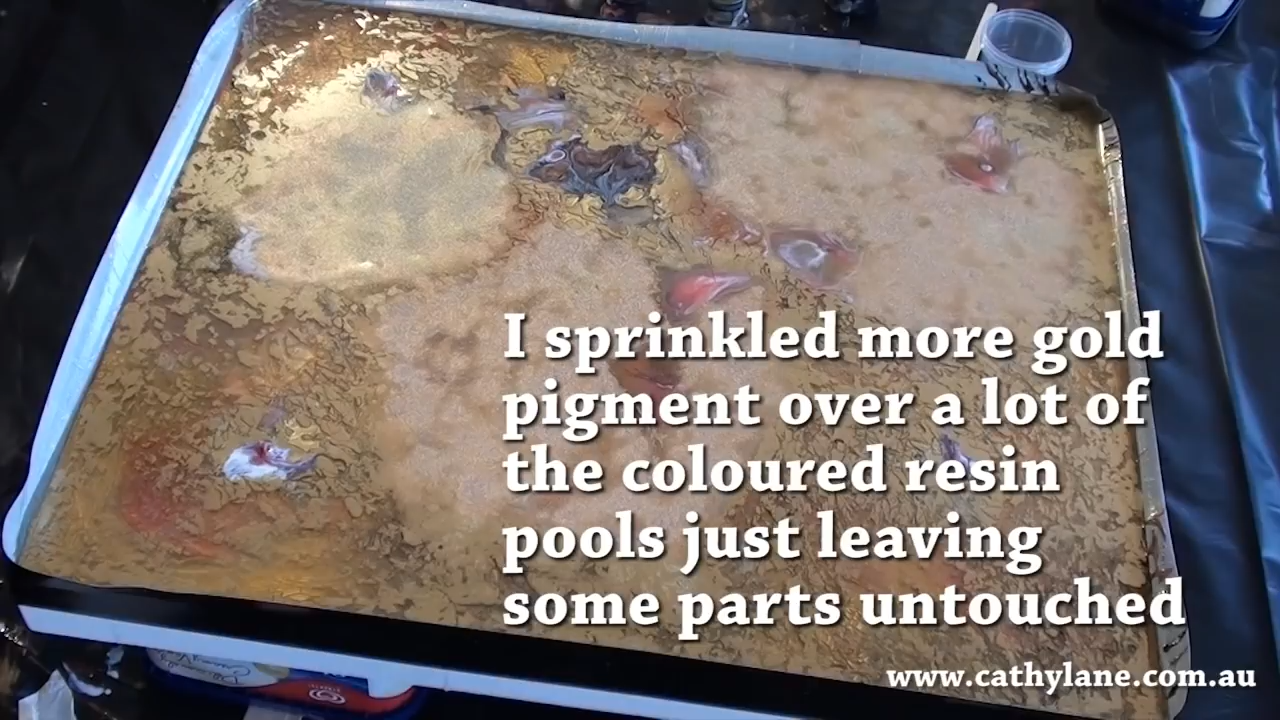 I sprinkled more gold
pigment over a lot of
the coloured resin
pools just leaving
some parts untouched
www.cathylane.com.au